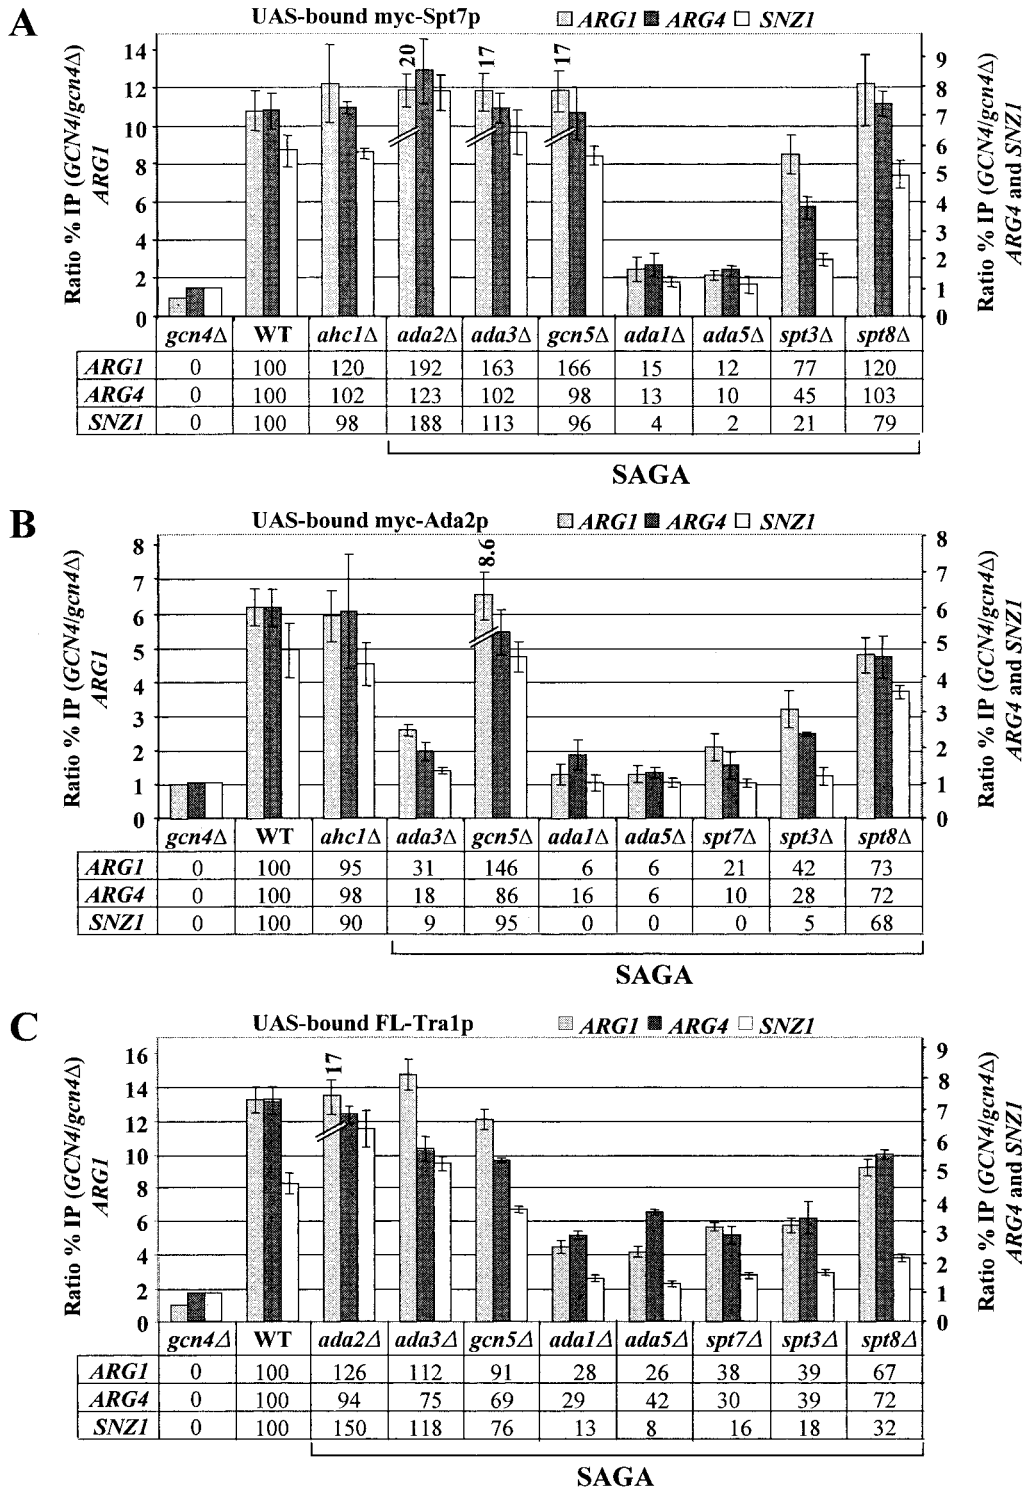 A
UAS-bound myc-Spt7p ARG1 ARG4 SNZ1
Ratio % IP (GCN4/gcn4Δ)
ARG1
14
12
10
8
6
4
2
0
20
17
17
9
8
7
6
5
4
3
2
1
0
Ratio % IP (GCN4/gcn4Δ)
ARG4 and SNZ1
gcn4Δ WT ahc1Δ ada2Δ ada3Δ gcn5Δ ada1Δ ada5Δ spt3Δ spt8Δ
ARG1 0 100 120 192 163 166 15 12 77 120
ARG4 0 100 102 123 102 98 13 10 45 103
SNZ1 0 100 98 188 113 96 4 2 21 79
SAGA
B
UAS-bound myc-Ada2p ARG1 ARG4 SNZ1
Ratio % IP (GCN4/gcn4Δ)
ARG1
8
7
6
5
4
3
2
1
0
8.6
8
7
6
5
4
3
2
1
0
Ratio % IP (GCN4/gcn4Δ)
ARG4 and SNZ1
gcn4Δ WT ahc1Δ ada3Δ gcn5Δ ada1Δ ada5Δ spt7Δ spt3Δ spt8Δ
ARG1 0 100 95 31 146 6 6 21 42 73
ARG4 0 100 98 18 86 16 6 10 28 72
SNZ1 0 100 90 9 95 0 0 0 5 68
SAGA
C
UAS-bound FL-Tra1p ARG1 ARG4 SNZ1
Ratio % IP (GCN4/gcn4Δ)
ARG1
16
14
12
10
8
6
4
2
0
17
9
8
7
6
5
4
3
2
1
0
Ratio % IP (GCN4/gcn4Δ)
ARG4 and SNZ1
gcn4Δ WT ada2Δ ada3Δ gcn5Δ ada1Δ ada5Δ spt7Δ spt3Δ spt8Δ
ARG1 0 100 126 112 91 28 26 38 39 67
ARG4 0 100 94 75 69 29 42 30 39 72
SNZ1 0 100 150 118 76 13 8 16 18 32
SAGA